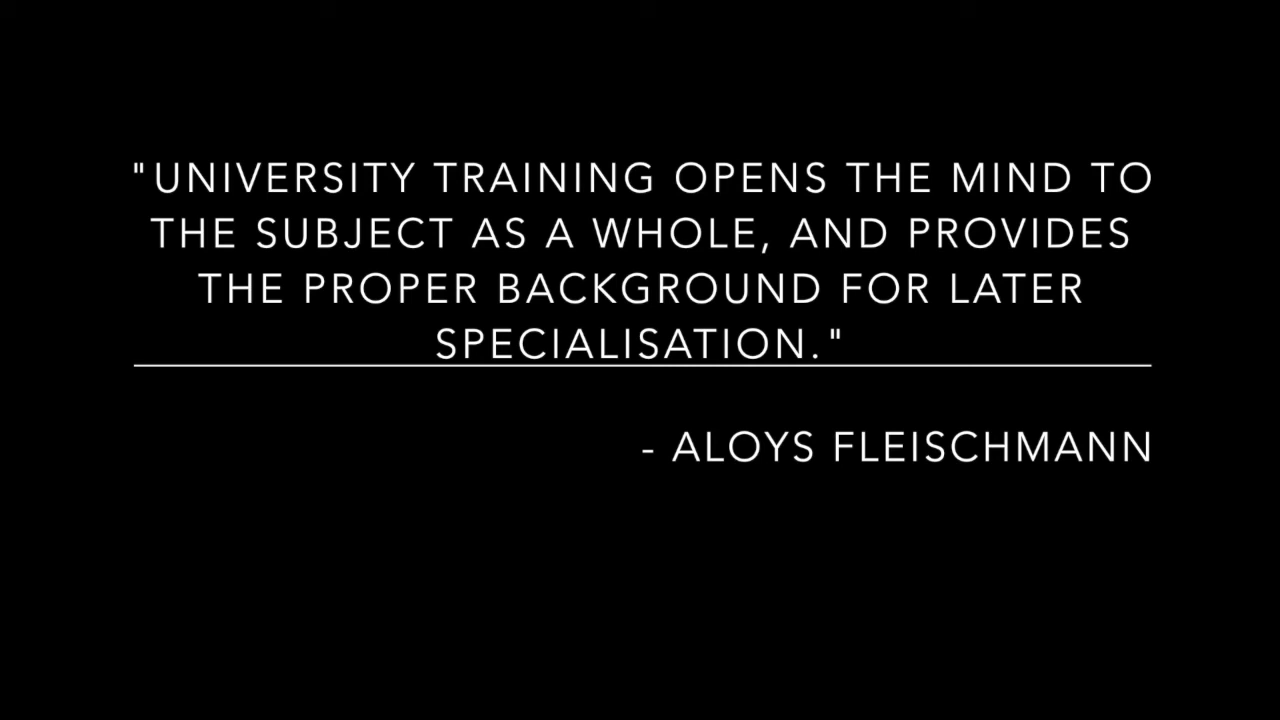 "UNIVERSITY TRAINING OPENS THE MIND TO
THE SUBJECT AS A WHOLE, AND PROVIDES
THE PROPER BACKGROUND FOR LATER
SPECIALISATION."
- ALOYS FLEISCHMANN